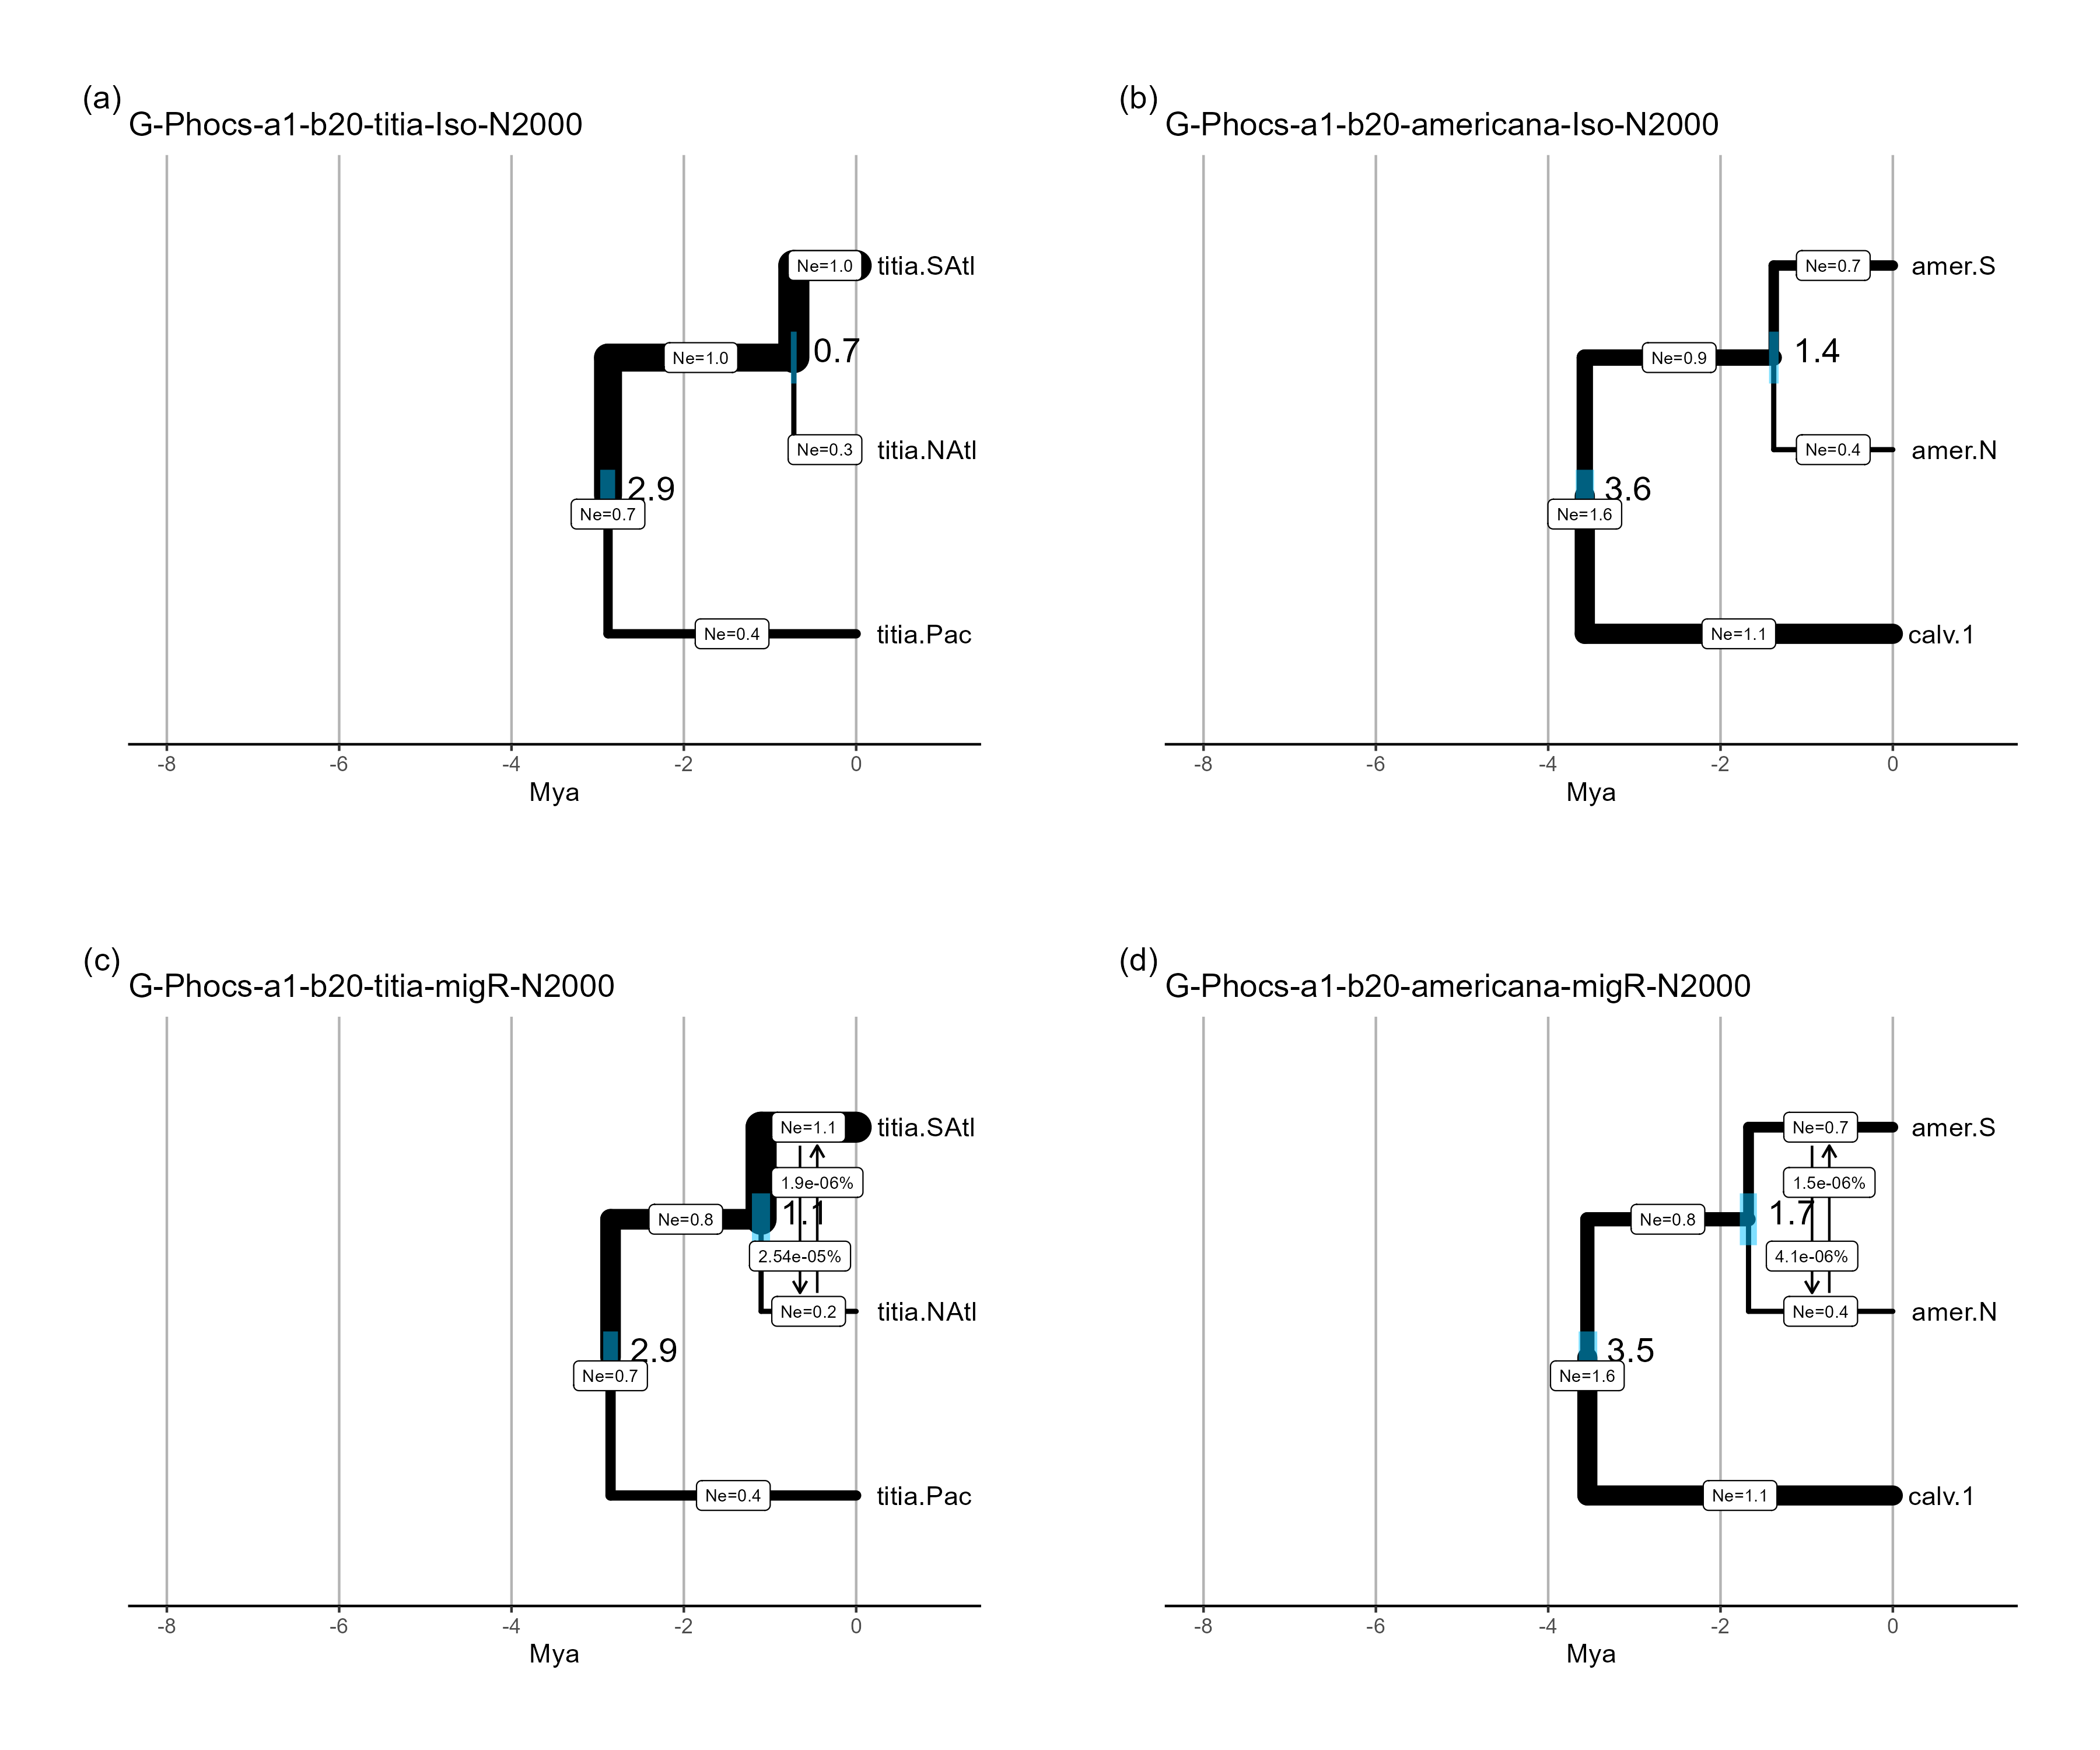 (a)
G-Phocs-a1-b20-titia-Iso-N2000
Ne=1.0 titia.SAtl
Ne=1.0 0.7
Ne=0.3 titia.NAtl
2.9
Ne=0.7
Ne=0.4 titia.Pac
-8 -6 -4 -2 0
Mya
(b)
G-Phocs-a1-b20-americana-Iso-N2000
Ne=0.7 amer.S
Ne=0.9 1.4
Ne=0.4 amer.N
3.6
Ne=1.6
Ne=1.1 calv.1
-8 -6 -4 -2 0
Mya
(c)
G-Phocs-a1-b20-titia-migR-N2000
Ne=1.1 titia.SAtl
1.9e-06%
Ne=0.8 1.1
2.54e-05%
Ne=0.2 titia.NAtl
2.9
Ne=0.7
Ne=0.4 titia.Pac
-8 -6 -4 -2 0
Mya
(d)
G-Phocs-a1-b20-americana-migR-N2000
Ne=0.7 amer.S
1.5e-06%
Ne=0.8 1.7
4.1e-06%
Ne=0.4 amer.N
3.5
Ne=1.6
Ne=1.1 calv.1
-8 -6 -4 -2 0
Mya